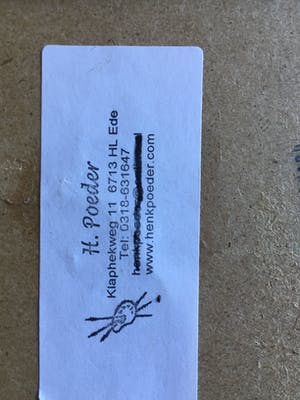 H. Poeder
Klaphekweg 11 6713 HL Ede
Tel: 0318-631647
www.henkpoeder.com